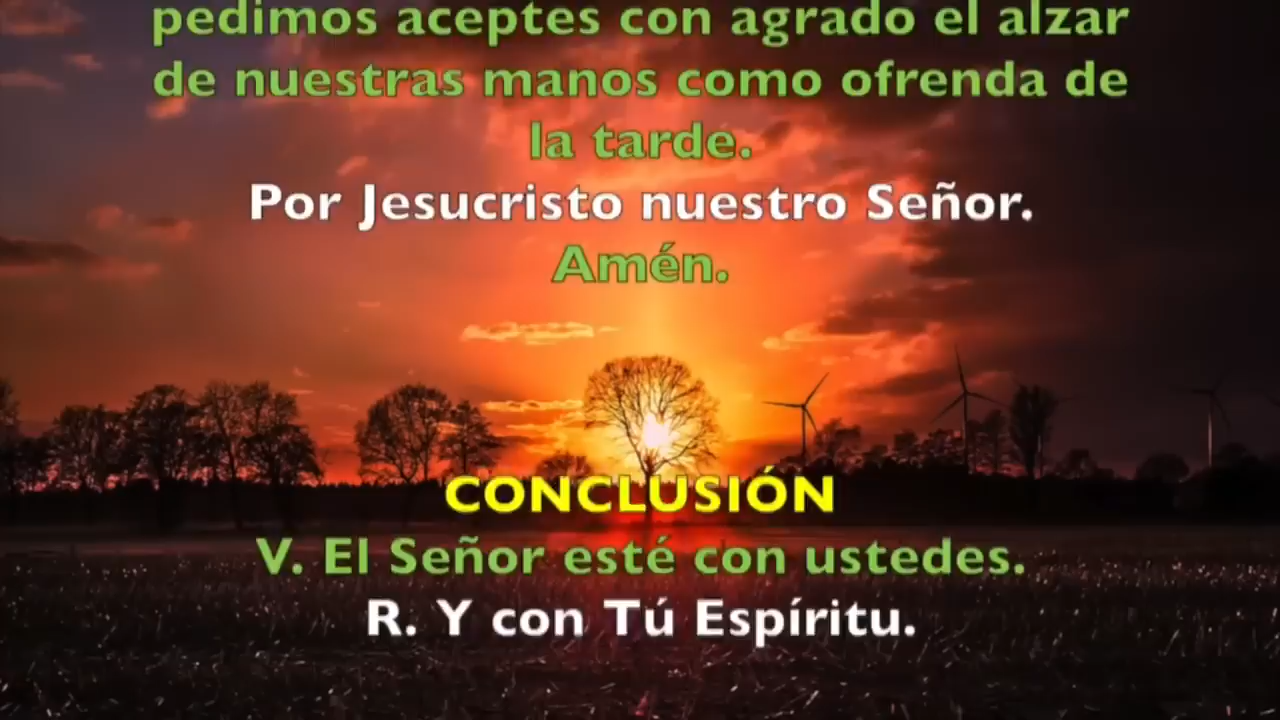 pedimos aceptes con agrado el alzar
de nuestras manos como ofrenda de
la tarde.
Por Jesucristo nuestro Señor.
Amén.
CONCLUSIÓN
V. El Señor esté con ustedes.
R. Y con Tú Espíritu.